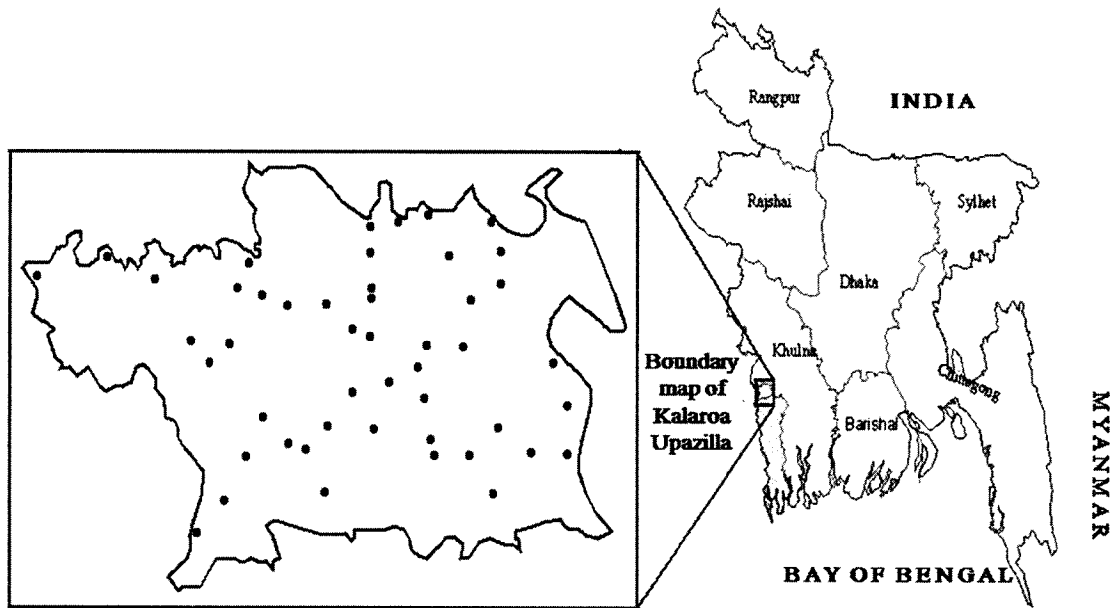 Rangpur
INDIA
Rajshai
Sylhet
Dhaka
Khulna
Boundary
map of
Kalaroa
Upazilla
Chittagong
Barishal
MYANMAR
BAY OF BENGAL